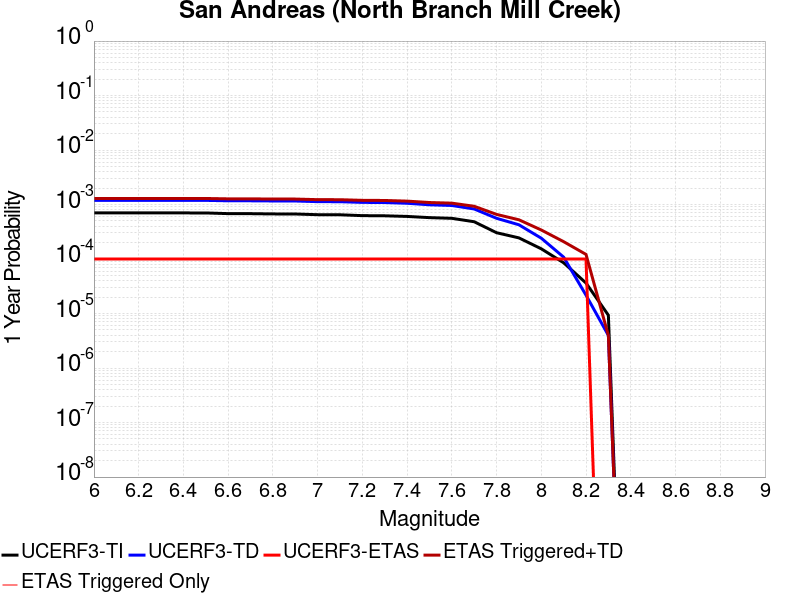 San Andreas (North Branch Mill Creek)
10 0
10-1
10-2
10-3
10-4
10-5
10-6
10-7
10-8
1 Year Probability
6 6.2 6.4 6.6 6.8 7 7.2 7.4 7.6 7.8 8 8.2 8.4 8.6 8.8 9
Magnitude
UCERF3-TI UCERF3-TD UCERF3-ETAS ETAS Triggered+TD
ETAS Triggered Only